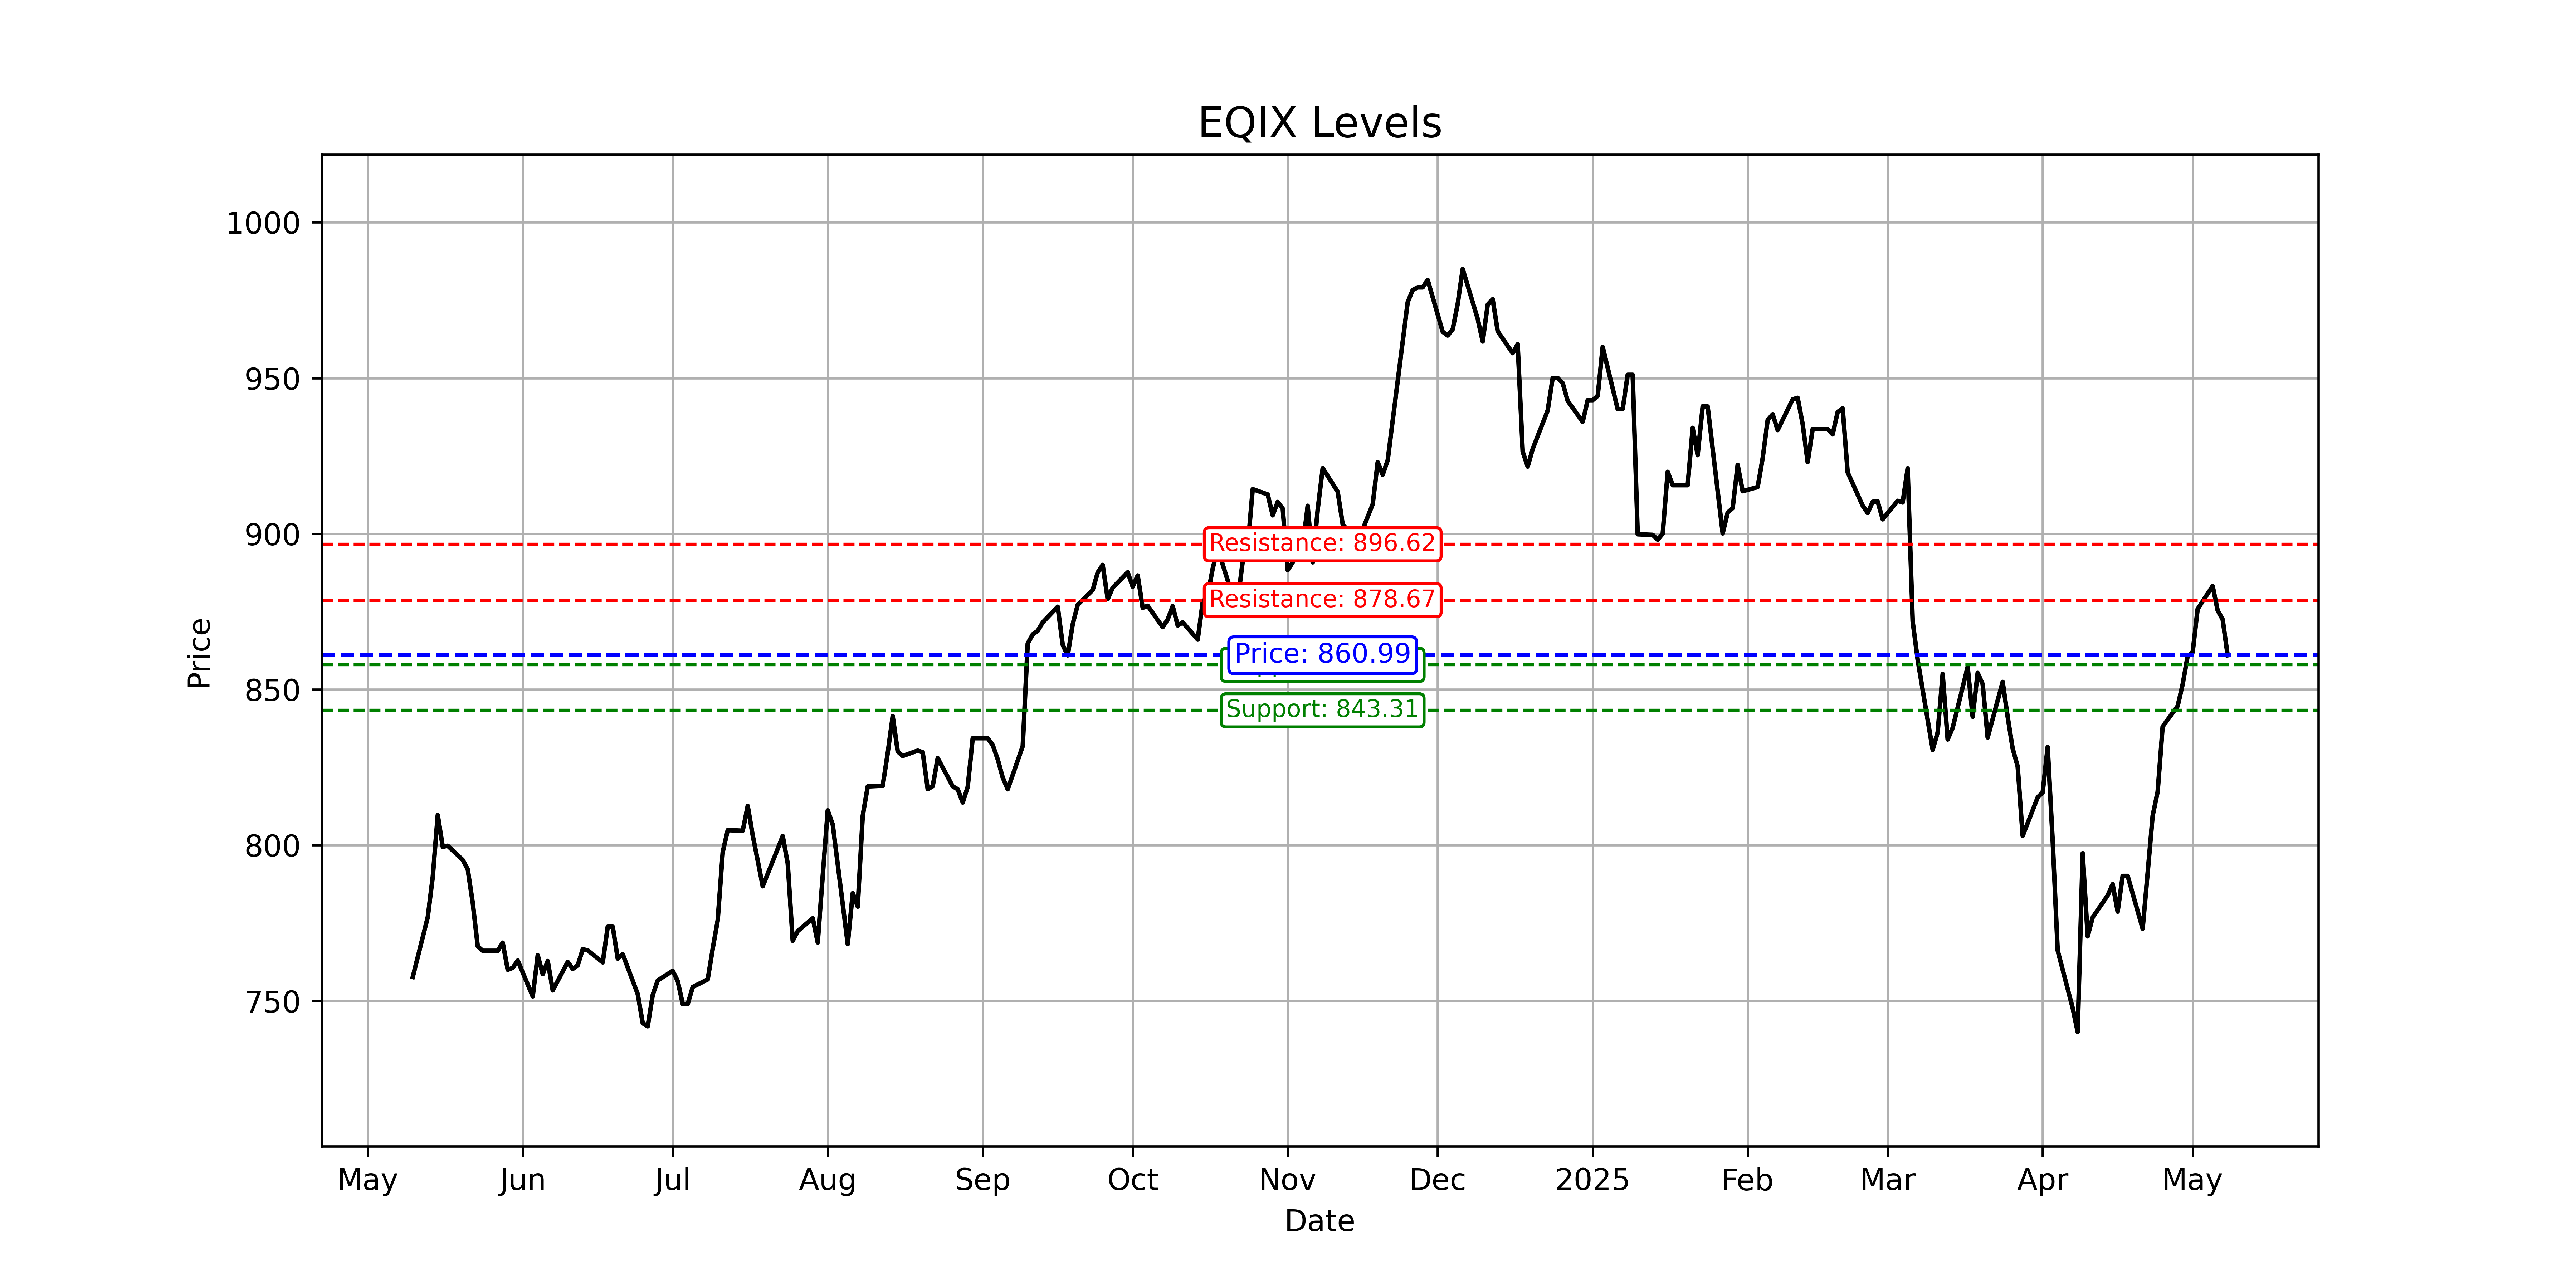 EQIX Levels
1000
950
900
850
800
750
Price
Resistance: 896.62
Resistance: 878.67
Price: 860.99
Support: 843.31
May Jun Jul Aug Sep Oct Nov Dec 2025 Feb Mar Apr May
Date